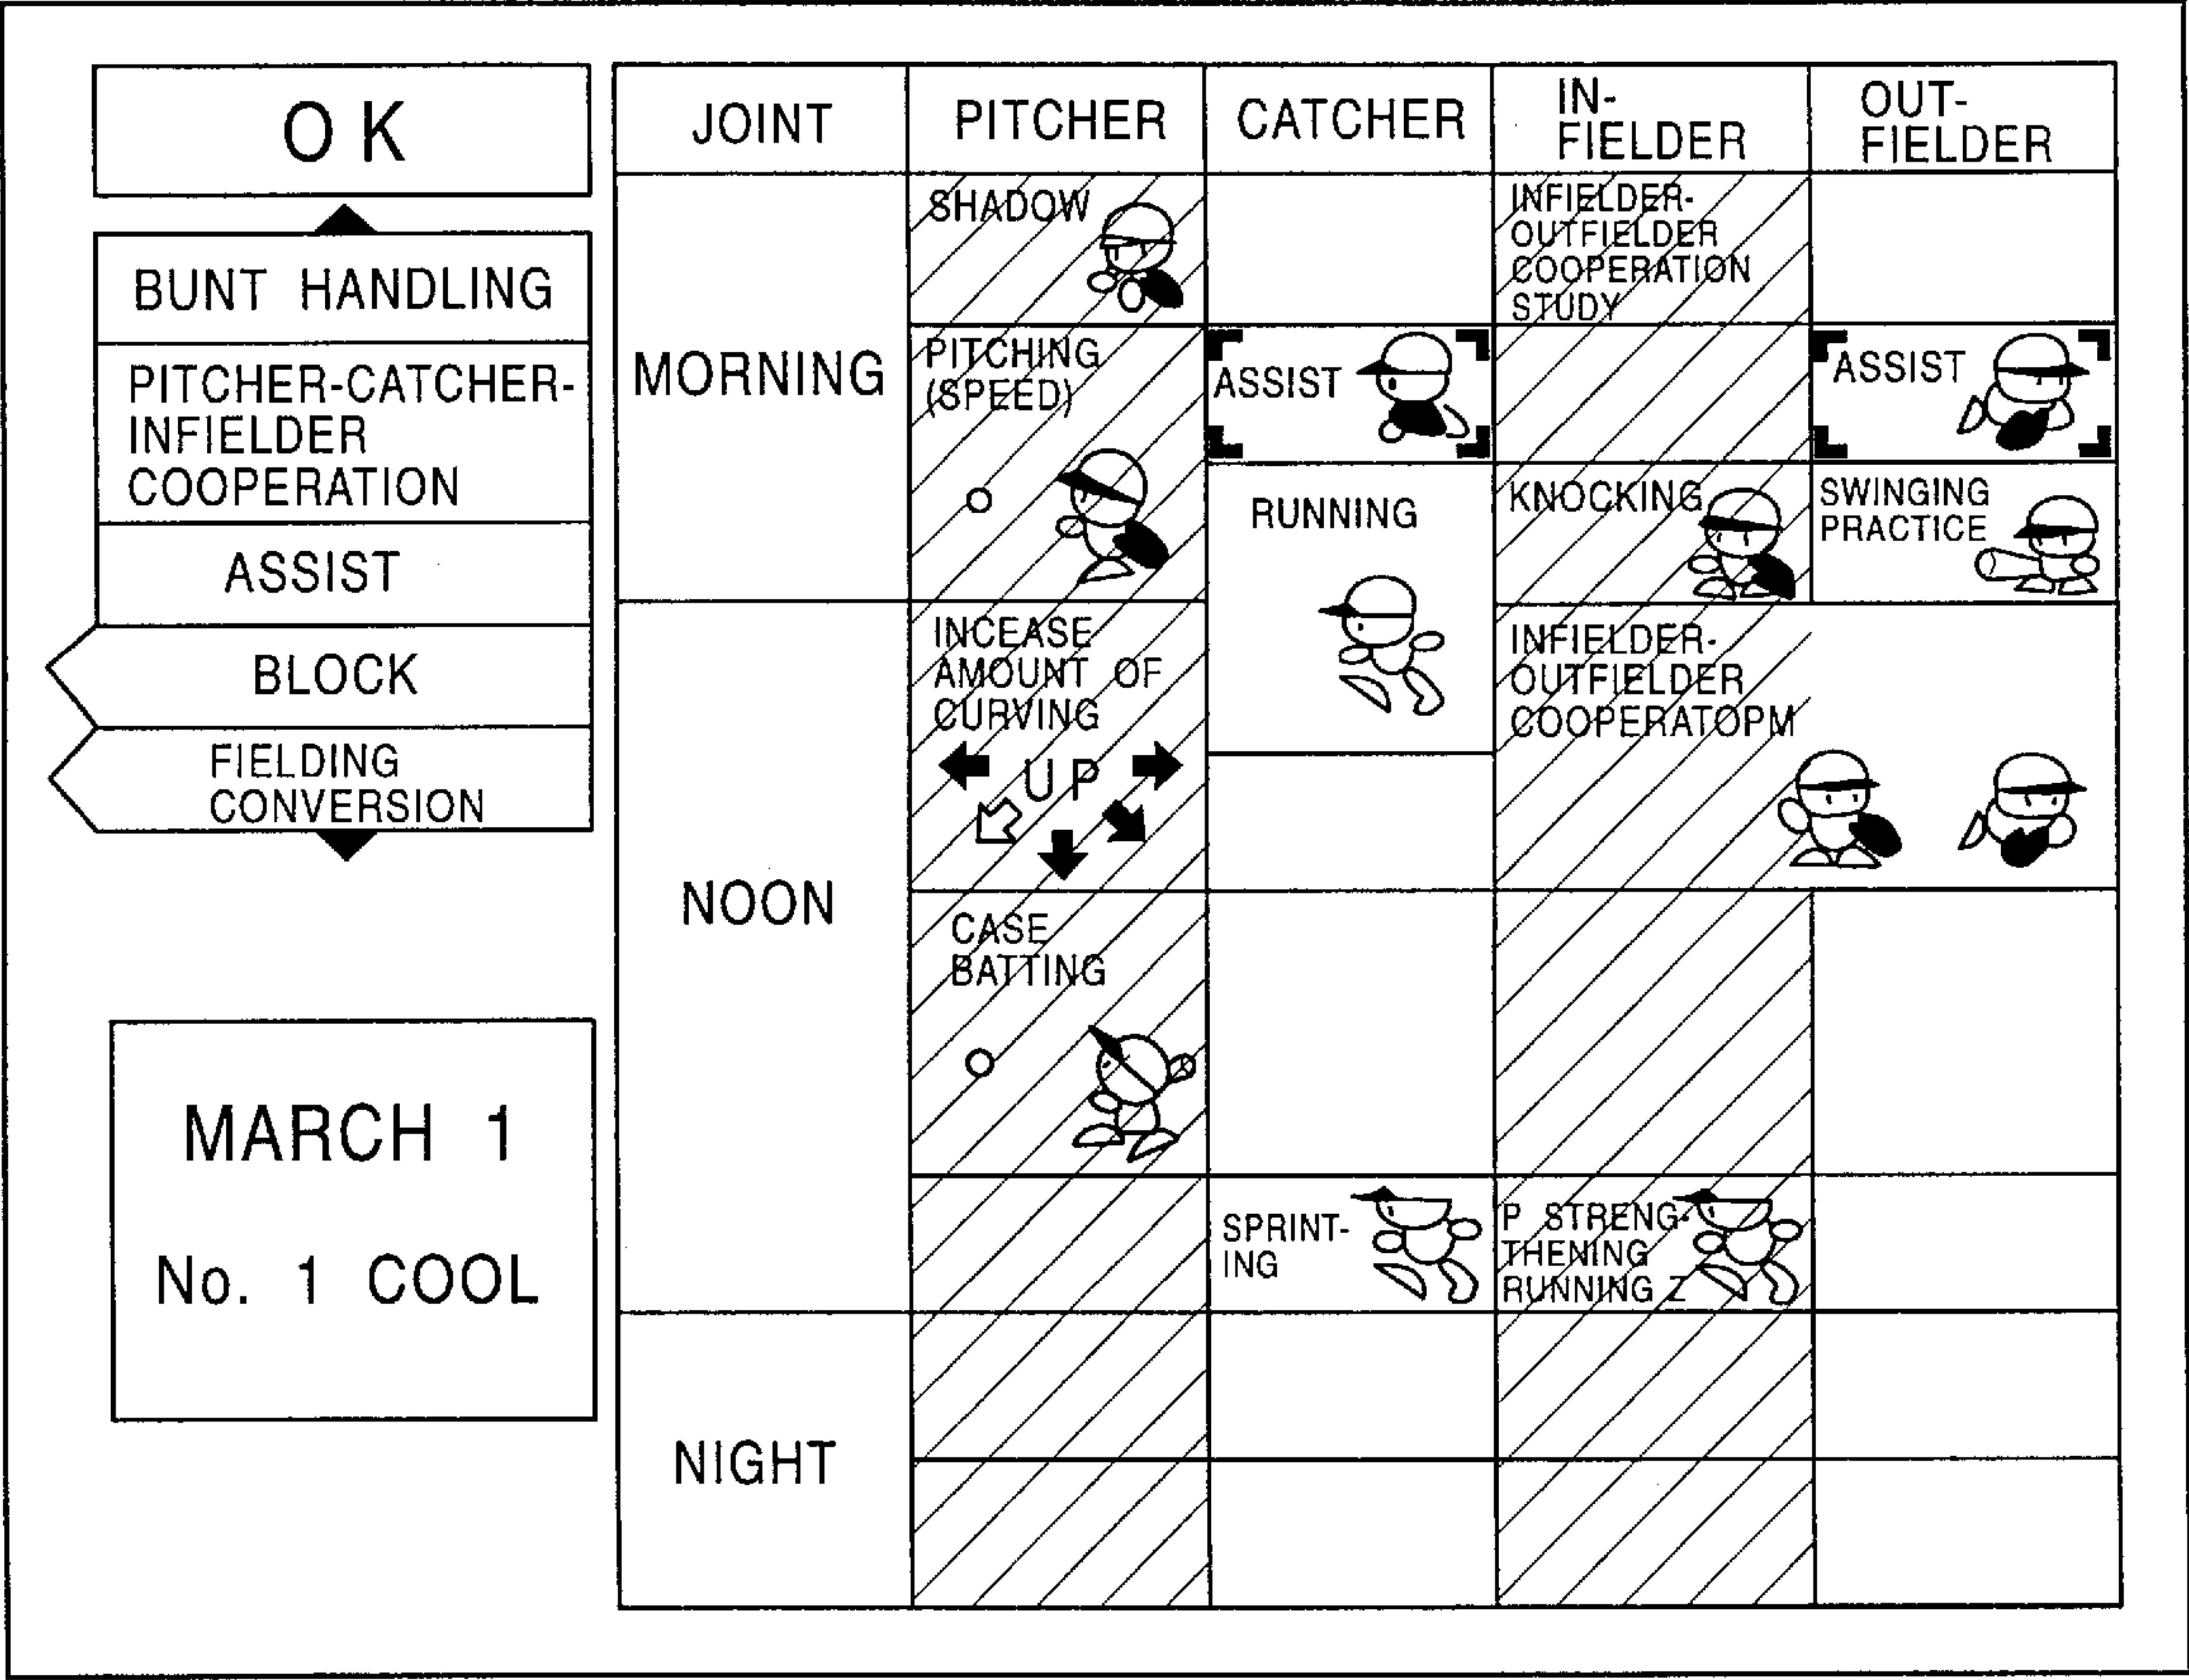 OK
BUNT HANDLING
PITCHER-CATCHER-
INFIELDER
COOPERATION
ASSIST
BLOCK
FIELDING
CONVERSION
MARCH 1
No. 1 COOL
JOINT
PITCHER
CATCHER
IN-
FIELDER
OUT-
FIELDER
MORNING
SHADOW
INFIELDER-
OUTFIELDER
COOPERATION
STUDY
PITCHING
(SPEED)
ASSIST
ASSIST
RUNNING
KNOCKING
SWINGING
PRACTICE
NOON
INCEASE
AMOUNT OF
CURVING
UP
INFIELDER-
OUTFIELDER
COOPERATOPM
CASE
BATTING
SPRINT-
ING
P STRENG-
THENING
RUNNING Z
NIGHT